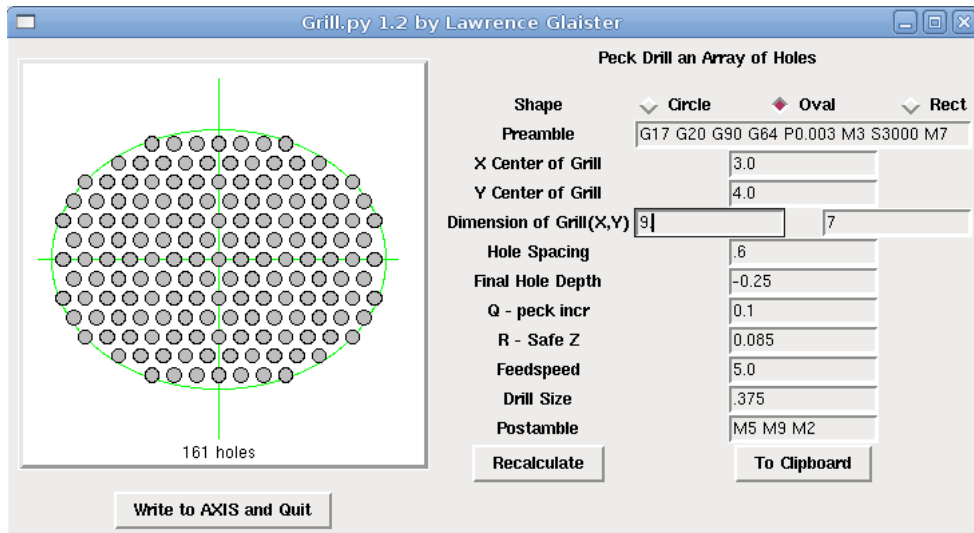 Grill.py 1.2 by Lawrence Glaister
Peck Drill an Array of Holes
Shape Circle Oval Rect
Preamble G17 G20 G90 G64 P0.003 M3 S3000 M7
X Center of Grill 3.0
Y Center of Grill 4.0
Dimension of Grill(X,Y) 9. 7
Hole Spacing .6
Final Hole Depth -0.25
Q - peck incr 0.1
R - Safe Z 0.085
Feedspeed 5.0
Drill Size .375
Postamble M5 M9 M2
161 holes
Recalculate To Clipboard
Write to AXIS and Quit